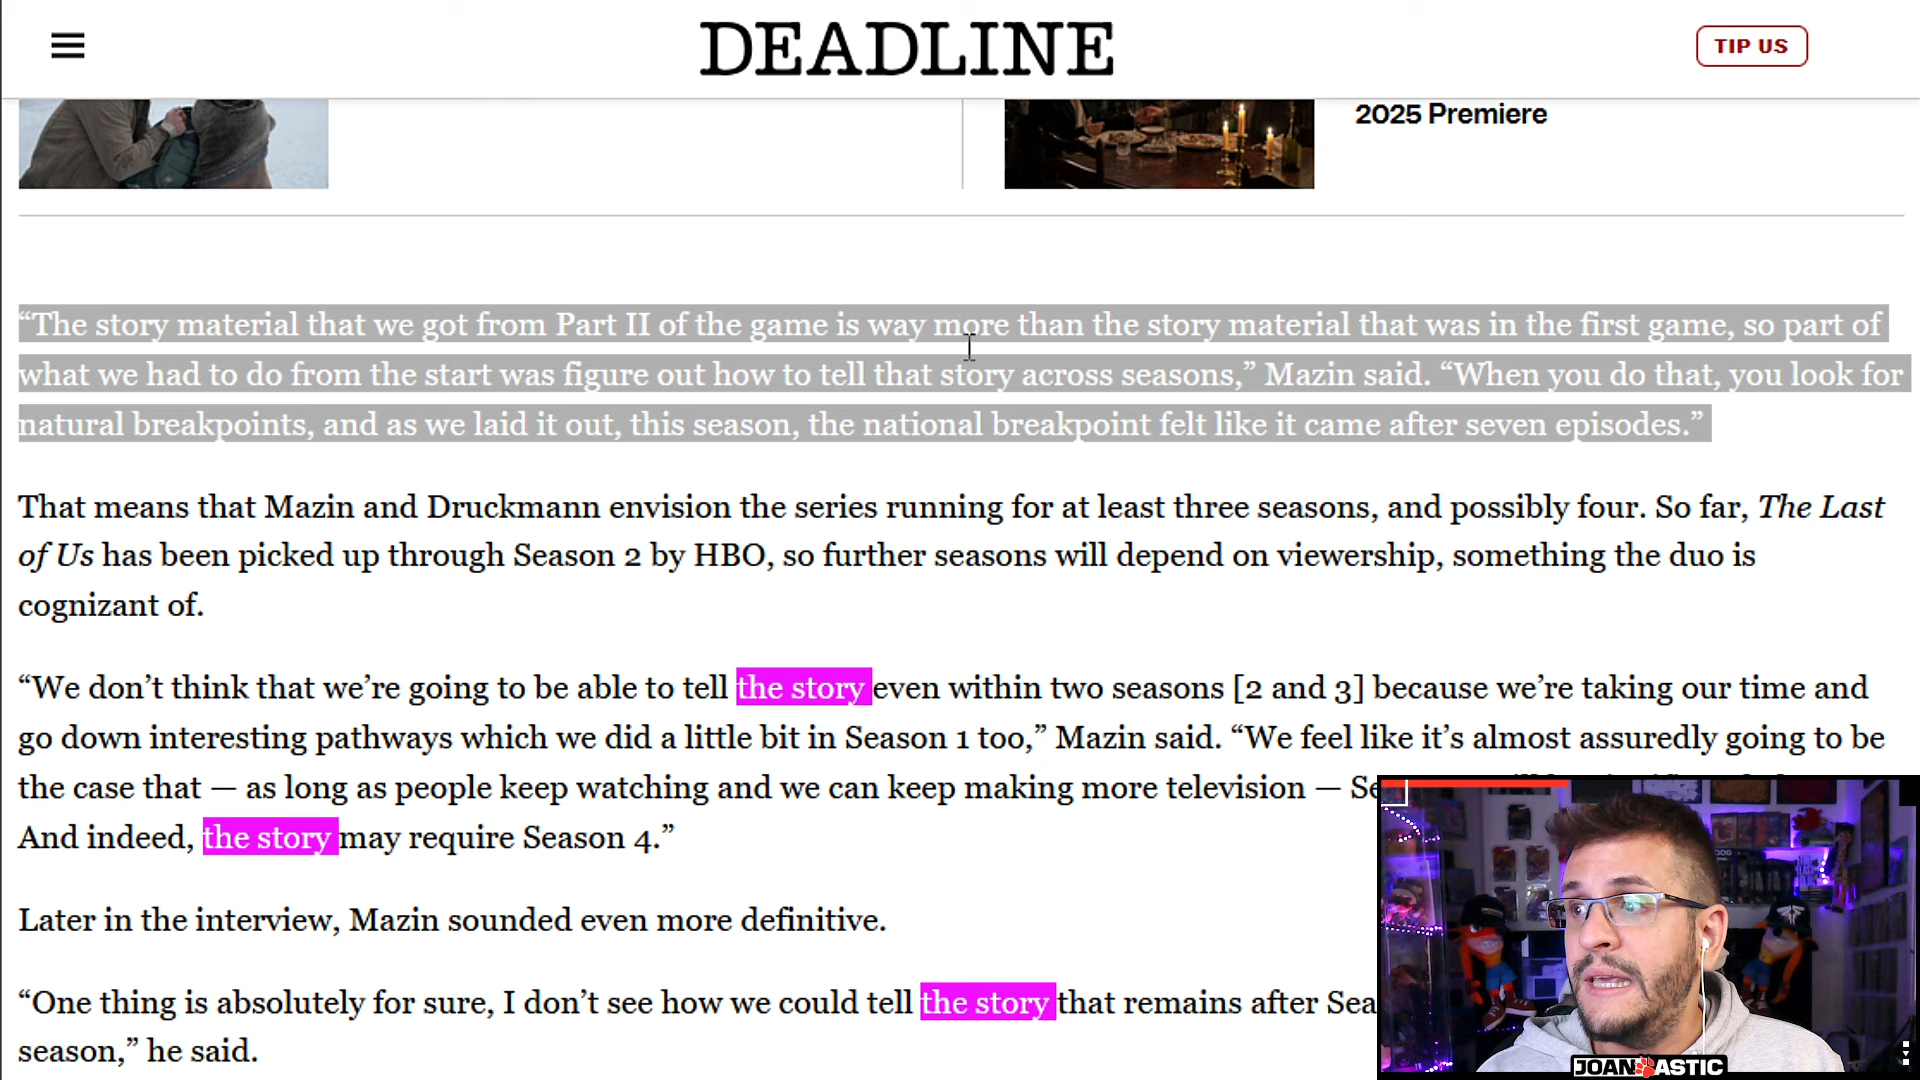 DEADLINE
TIP US
2025 Premiere
“The story material that we got from Part II of the game is way more than the story material that was in the first game, so part of
what we had to do from the start was figure out how to tell that story across seasons,” Mazin said. “When you do that, you look for
natural breakpoints, and as we laid it out, this season, the national breakpoint felt like it came after seven episodes.”
That means that Mazin and Druckmann envision the series running for at least three seasons, and possibly four. So far, The Last
of Us has been picked up through Season 2 by HBO, so further seasons will depend on viewership, something the duo is
cognizant of.
“We don’t think that we’re going to be able to tell the story even within two seasons [2 and 3] because we’re taking our time and
go down interesting pathways which we did a little bit in Season 1 too,” Mazin said. “We feel like it’s almost assuredly going to be
the case that — as long as people keep watching and we can keep making more television —
And indeed, the story may require Season 4.”
Later in the interview, Mazin sounded even more definitive.
“One thing is absolutely for sure, I don’t see how we could tell the story that remains after
season,” he said.
JOANTASTIC